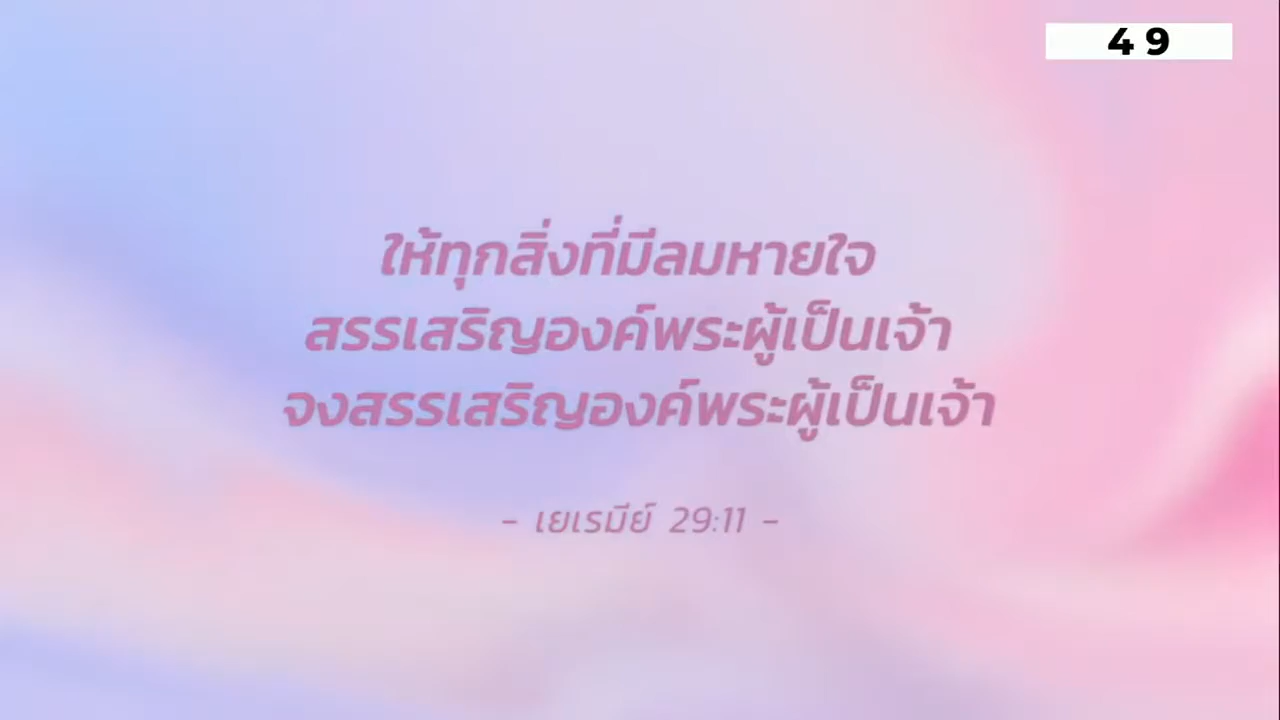 49
ให้ทุกสิ่งที่มีลมหายใจ
สรรเสริญองค์พระผู้เป็นเจ้า
จงสรรเสริญองค์พระผู้เป็นเจ้า
- เยเรมีย์ 29:11 -